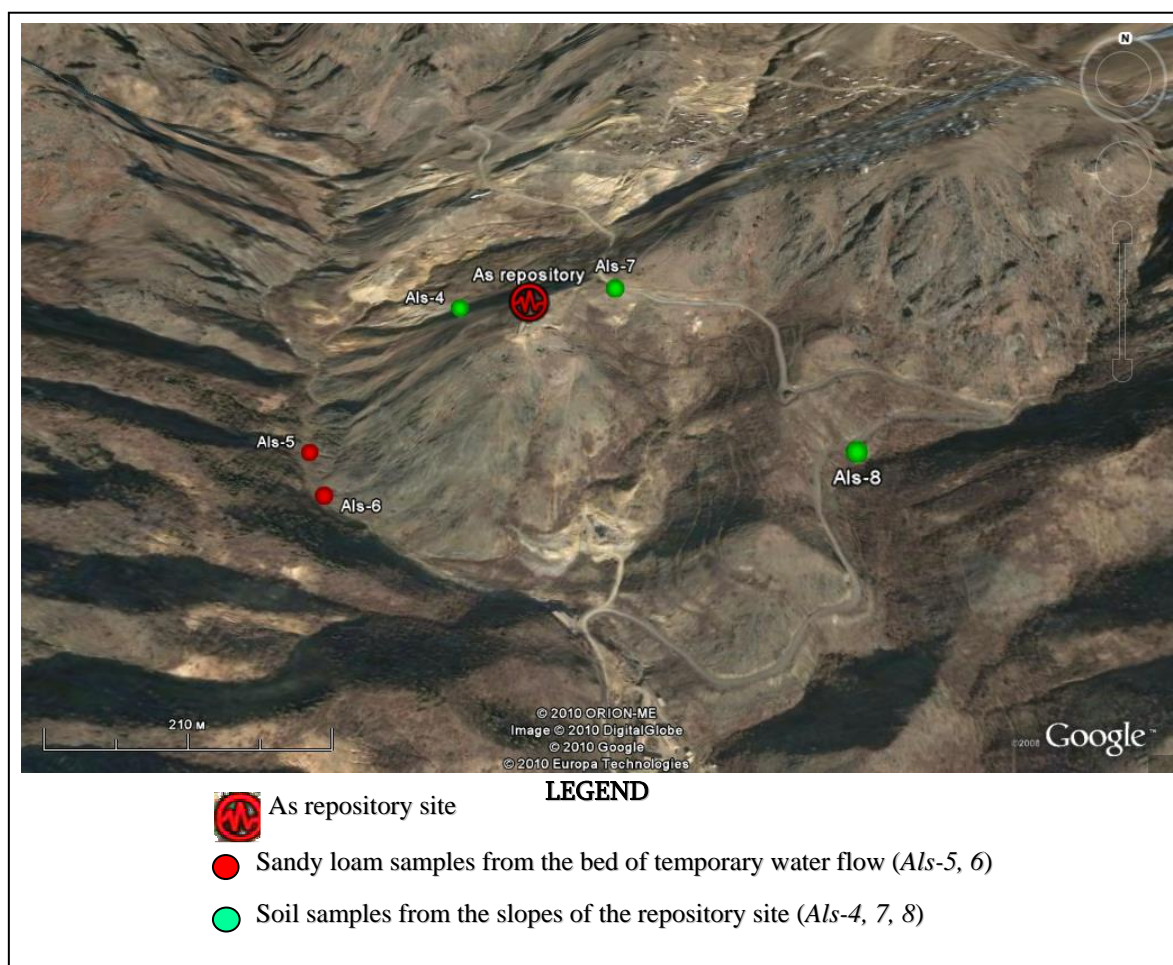 N
As repository
Als-7
Als-4
Als-5
Als-6
Als-8
210 м
© 2010 ORION-ME
Image © 2010 DigitalGlobe
© 2010 Google
© 2010 Europa Technologies
©2008 Google™
LEGEND
As repository site
Sandy loam samples from the bed of temporary water flow (Als-5, 6)
Soil samples from the slopes of the repository site (Als-4, 7, 8)